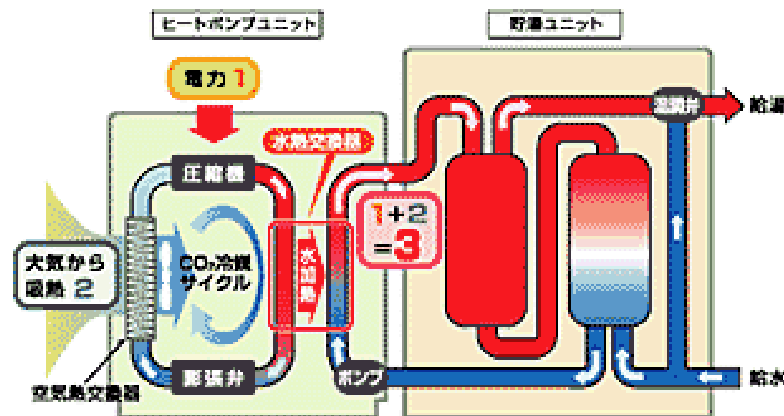 ヒートポンプユニット
貯湯ユニット
電力 1
水熱交換器
給湯
圧縮機
1+2
=3
大気から
吸熱 2
CO₂冷媒
サイクル
水加熱
膨張弁
ポンプ
給水
空気熱交換器